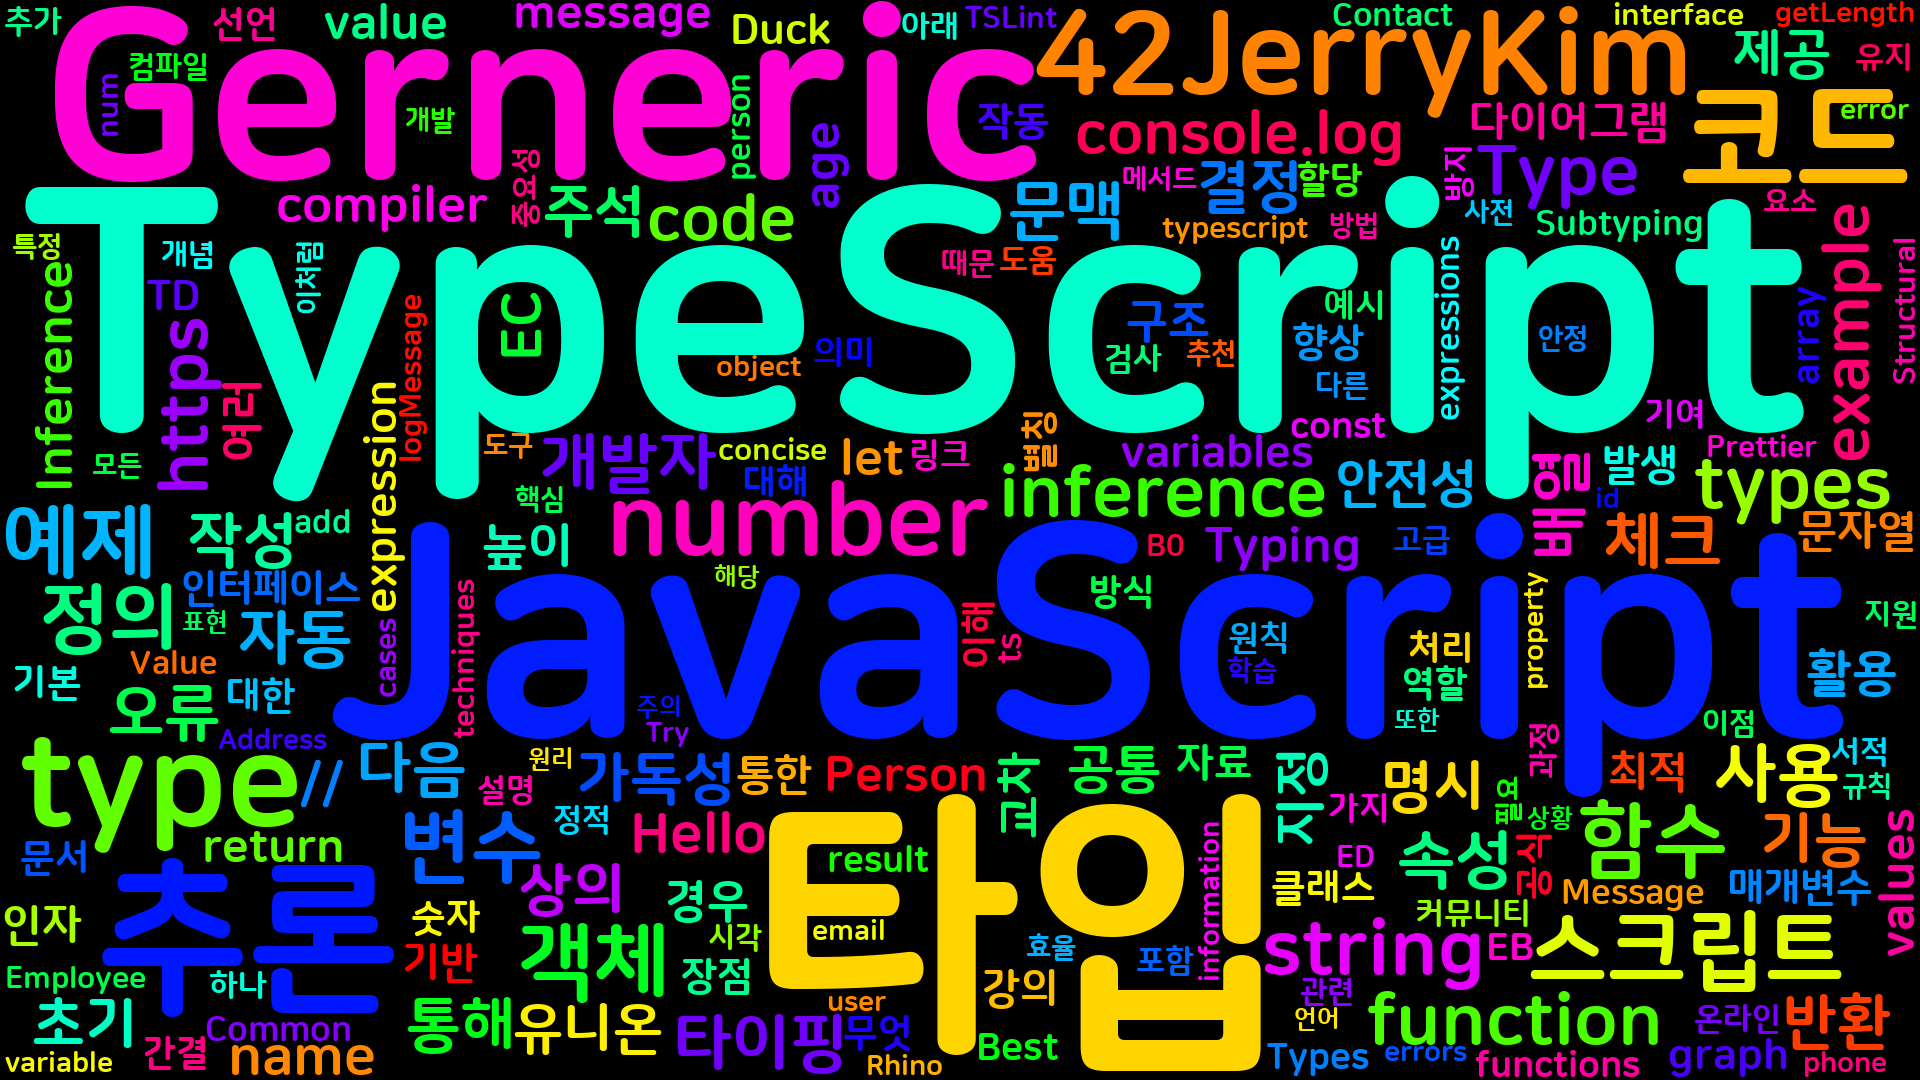 추가
선언
value
message
Duck
아래
TSLint
Contact
interface
getLength
Gerneric
42JerryKim
제공
유지
컴파일
num
개발
person
age
작동
console.log
다이어그램
코드
error
compiler
중요성
주석
code
문맥
메서드
결정
할당
방지
Type
사전
요소
TypeScript
typescript
방법
Subtyping
example
특정
개념
이처럼
때문
도움
expressions
Structural
Inference
TD
https
EC
logMessage
object
의미
구조
검사
추천
예시
향상
다른
안정
array
여러
expression
모든
도구
개발자
concise
대해
let
링크
별칭
variables
const
기여
Prettier
핵심
number
inference
안전성
배열
발생
id
types
예제
작성
add
높이
JavaScript
B0
Typing
고급
체크
문자열
인터페이스
해당
방식
정의
표현
자동
cases
techniques
이해
ts
원칙
학습
처리
역할
property
지원
기본
Value
오류
대한
Address
주의
Try
또한
이점
활용
type
//
다음
원리
설명
가독성
통한
Person
교차
공통
자료
지정
명시
과정
최적
사용
서적
규칙
문서
return
변수
정적
Hello
타입
result
information
가지
ED
필요
상황
공식
속성
함수
기능
values
추론
상의
경우
클래스
Message
매개변수
인자
숫자
기반
객체
시각
장점
email
효율
포함
string
커뮤니티
EB
스크립트
Employee
하나
초기
Common
통해
유니온
타이핑
user
무엇
강의
관련
언어
function
온라인
반환
variable
간결
name
Rhino
Best
Types
errors
functions
graph
phone